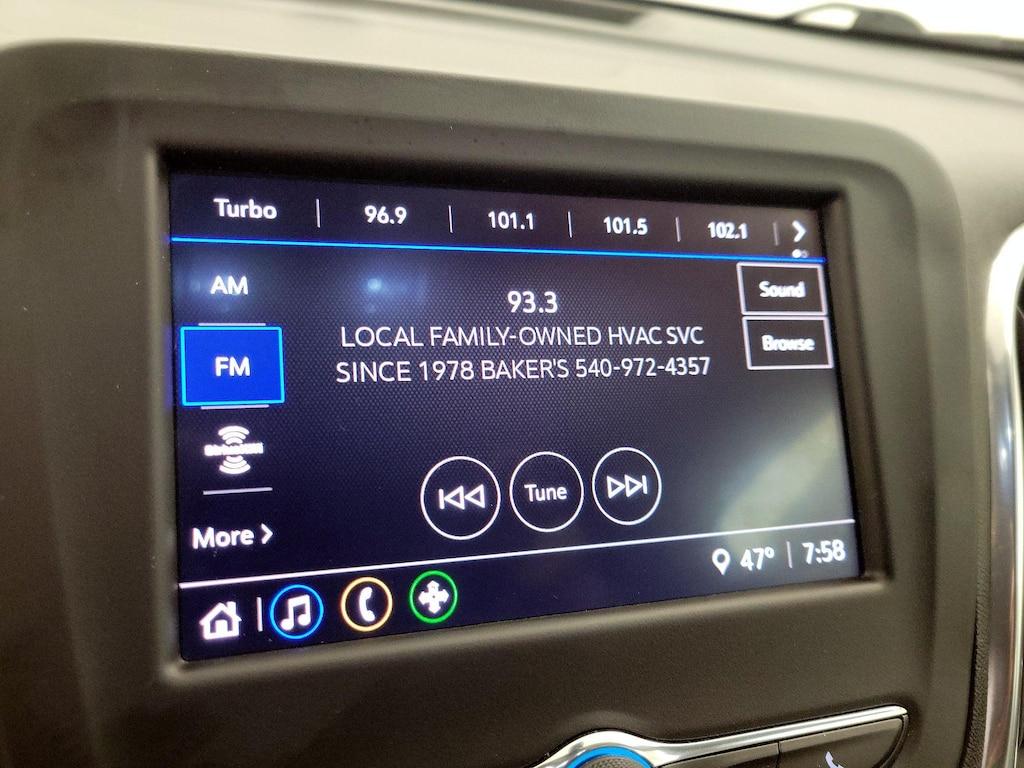 Turbo 96.9 101.1 101.5 102.1
AM
93.3
Sound
LOCAL FAMILY-OWNED HVAC SVC
Browse
FM
SINCE 1978 BAKER'S 540-972-4357
SiriusXM
Tune
More
47° 7:58